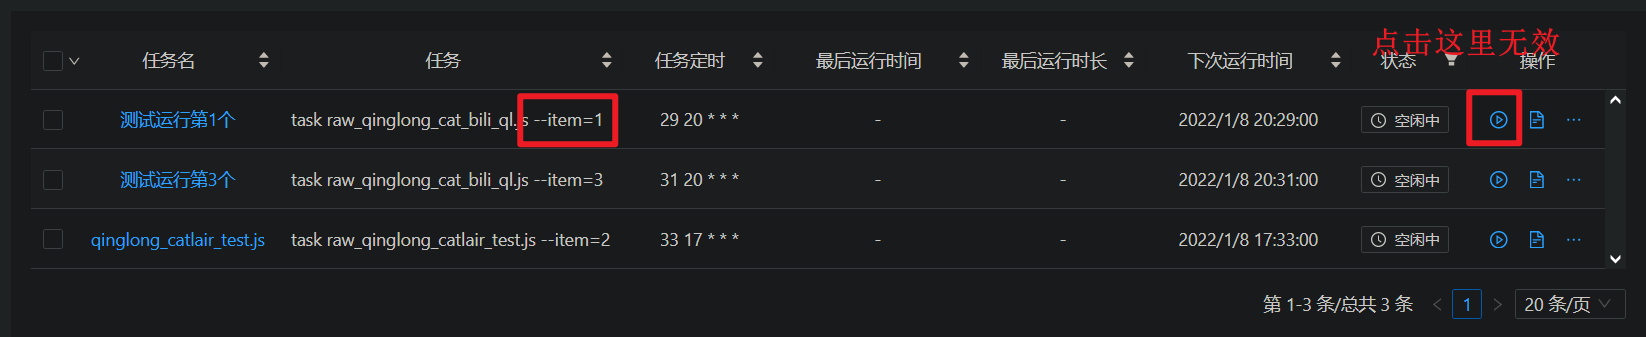 点击这里无效
任务名 任务 任务定时 最后运行时间 最后运行时长 下次运行时间 状态 操作
测试运行第1个 task raw_qinglong_cat_bili_ql.js --item=1 29 20 * * * - - 2022/1/8 20:29:00 空闲中 ...
测试运行第3个 task raw_qinglong_cat_bili_ql.js --item=3 31 20 * * * - - 2022/1/8 20:31:00 空闲中 ...
qinglong_catlair_test.js task raw_qinglong_catlair_test.js --item=2 33 17 * * * - - 2022/1/8 17:33:00 空闲中 ...
第 1-3 条/总共 3 条 < 1 > 20 条/页